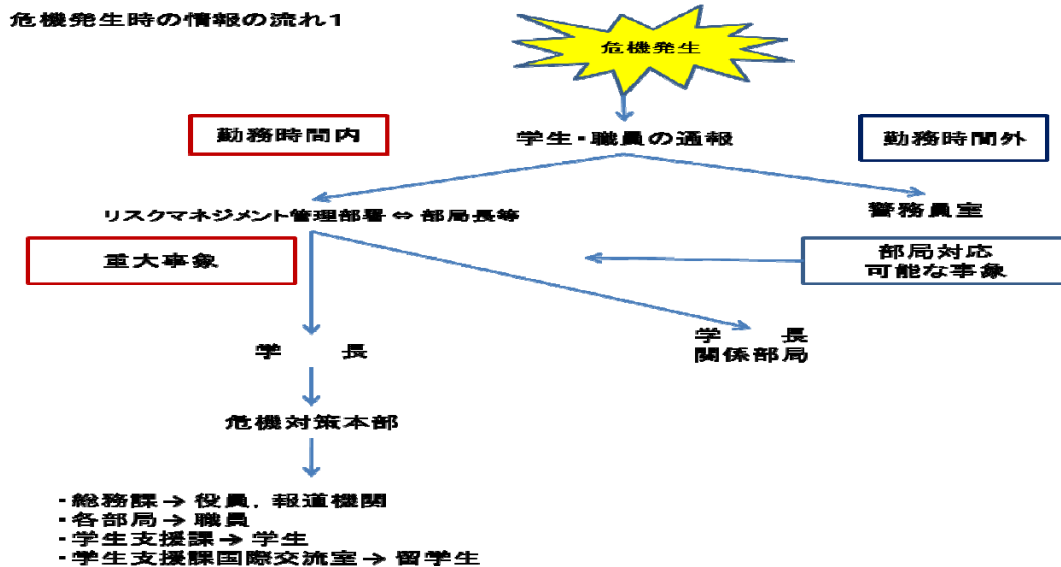 危機発生時の情報の流れ1
危機発生
勤務時間内
学生・職員の通報
勤務時間外
リスクマネジメント管理部署 ⇔ 部局長等
警務員室
重大事象
部局対応
可能な事象
学　　長
関係部局
学　　長
危機対策本部
・総務課→役員，報道機関
・各部局→職員
・学生支援課→学生
・学生支援課国際交流室→留学生